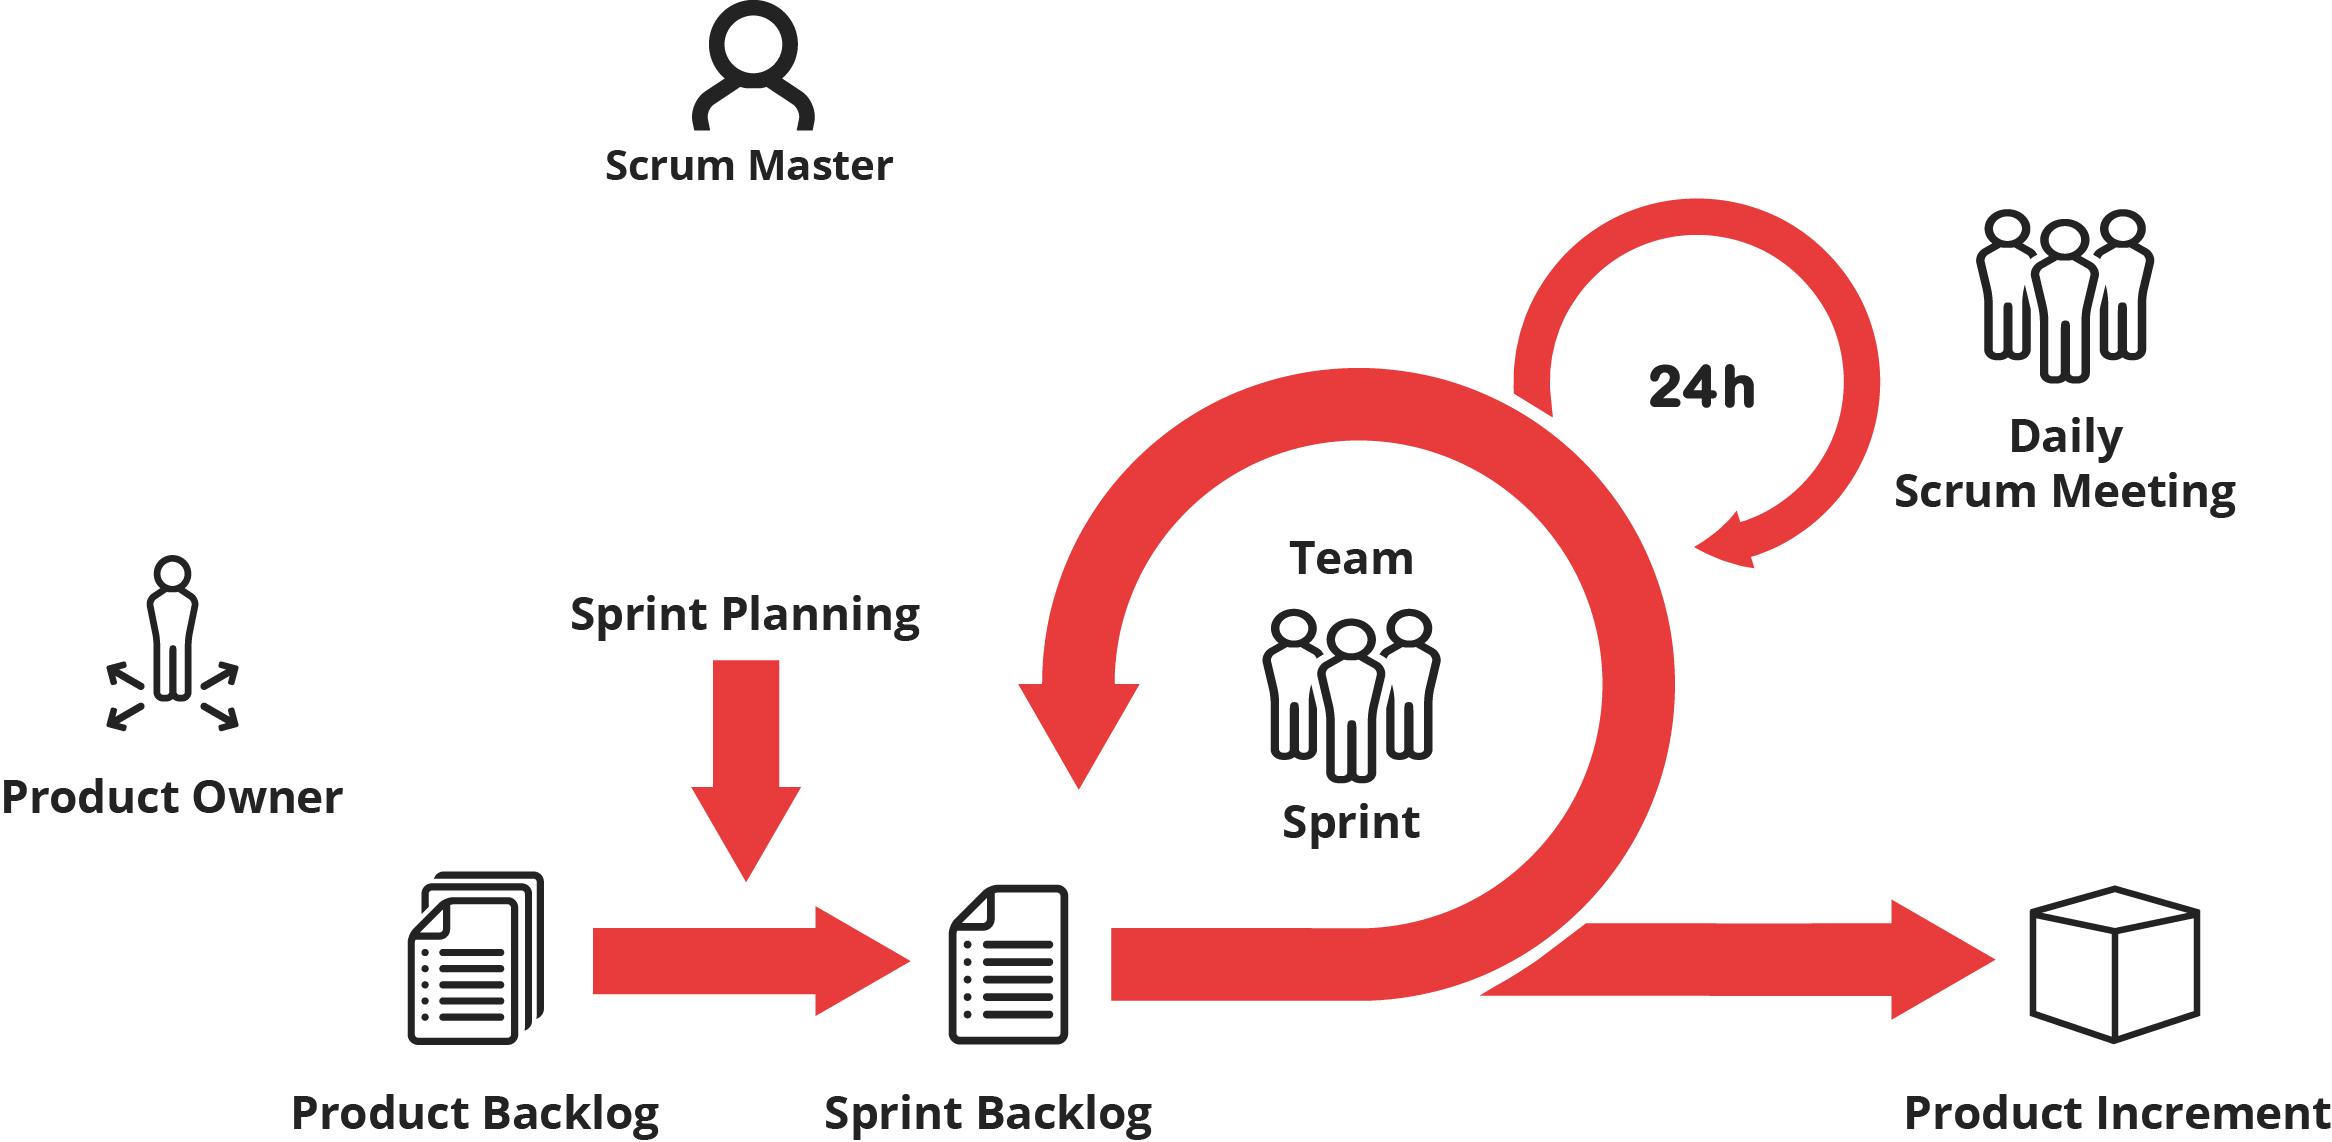 Scrum Master
24h
Daily
Scrum Meeting
Team
Sprint Planning
Product Owner
Sprint
Product Backlog
Sprint Backlog
Product Increment